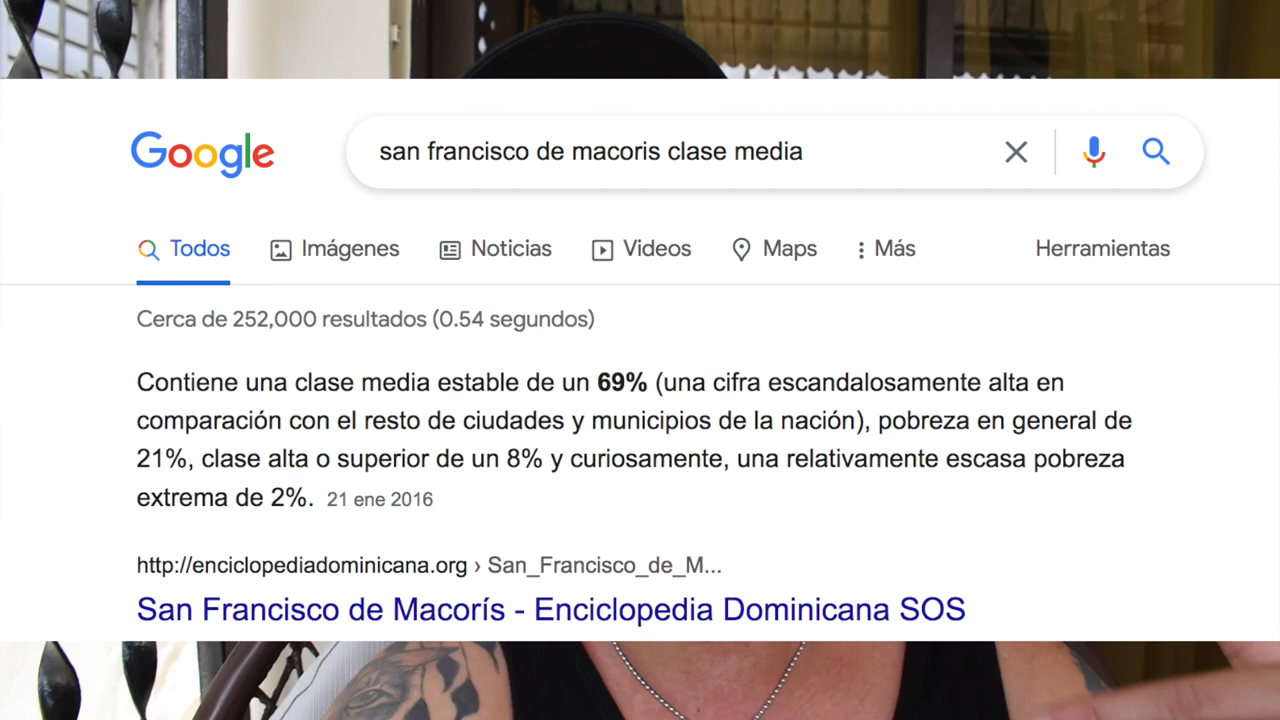 Google
san francisco de macoris clase media
Todos Imágenes Noticias Videos Maps Más Herramientas
Cerca de 252,000 resultados (0.54 segundos)
Contiene una clase media estable de un 69% (una cifra escandalosamente alta en
comparación con el resto de ciudades y municipios de la nación), pobreza en general de
21%, clase alta o superior de un 8% y curiosamente, una relativamente escasa pobreza
extrema de 2%. 21 ene 2016
http://enciclopediadominicana.org › San_Francisco_de_M...
San Francisco de Macorís - Enciclopedia Dominicana SOS